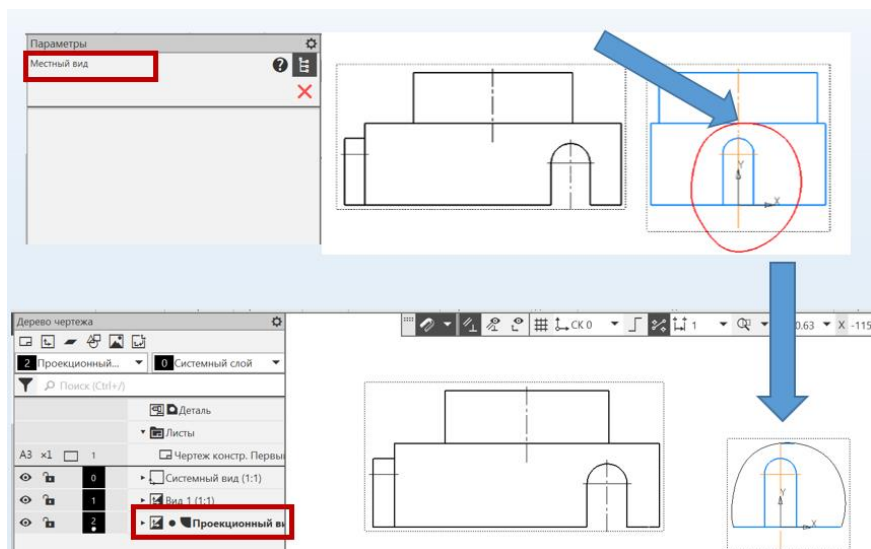 Параметры
Местный вид
Y
X
Дерево чертежа
СК 0 1 0.63 X -115
2 Проекционный... 0 Системный слой
Поиск (Ctrl+/)
Деталь
Листы
A3 ×1 1 Чертеж констр. Первы
0 Системный вид (1:1)
1 Вид 1 (1:1)
2 Проекционный ви
Y
X